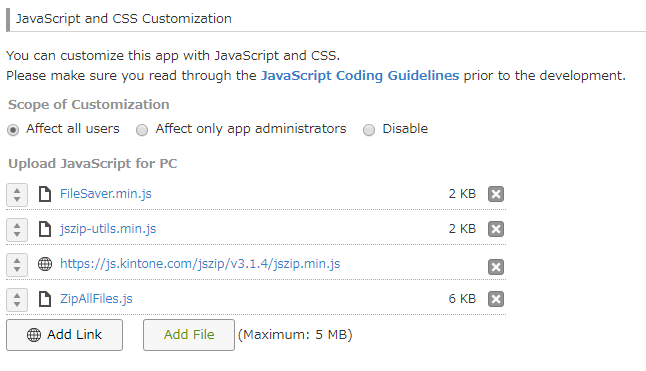 JavaScript and CSS Customization
You can customize this app with JavaScript and CSS.
Please make sure you read through the JavaScript Coding Guidelines prior to the development.
Scope of Customization
Affect all users Affect only app administrators Disable
Upload JavaScript for PC
FileSaver.min.js 2 KB
jszip-utils.min.js 2 KB
https://js.kintone.com/jszip/v3.1.4/jszip.min.js
ZipAllFiles.js 6 KB
Add Link Add File (Maximum: 5 MB)